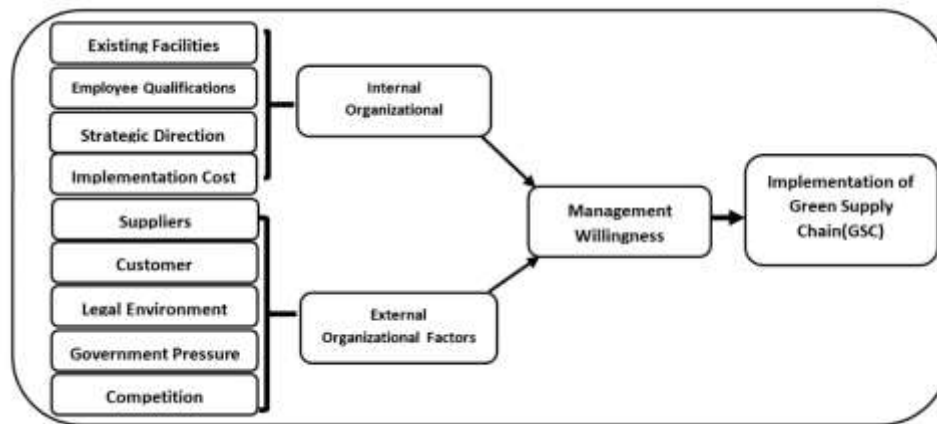 Existing Facilities
Employee Qualifications
Strategic Direction
Implementation Cost
Suppliers
Customer
Legal Environment
Government Pressure
Competition
Internal
Organizational
External
Organizational Factors
Management
Willingness
Implementation of
Green Supply
Chain(GSC)